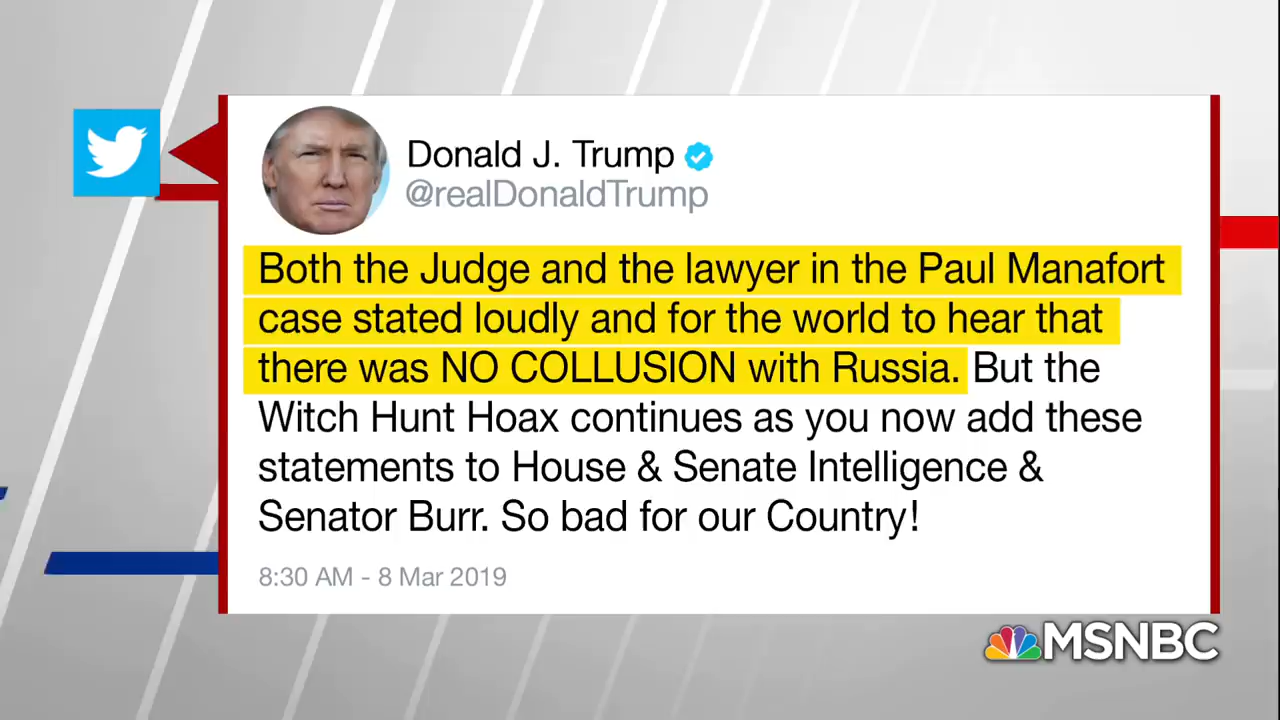 Donald J. Trump
@realDonaldTrump
Both the Judge and the lawyer in the Paul Manafort
case stated loudly and for the world to hear that
there was NO COLLUSION with Russia. But the
Witch Hunt Hoax continues as you now add these
statements to House & Senate Intelligence &
Senator Burr. So bad for our Country!
8:30 AM - 8 Mar 2019
MSNBC